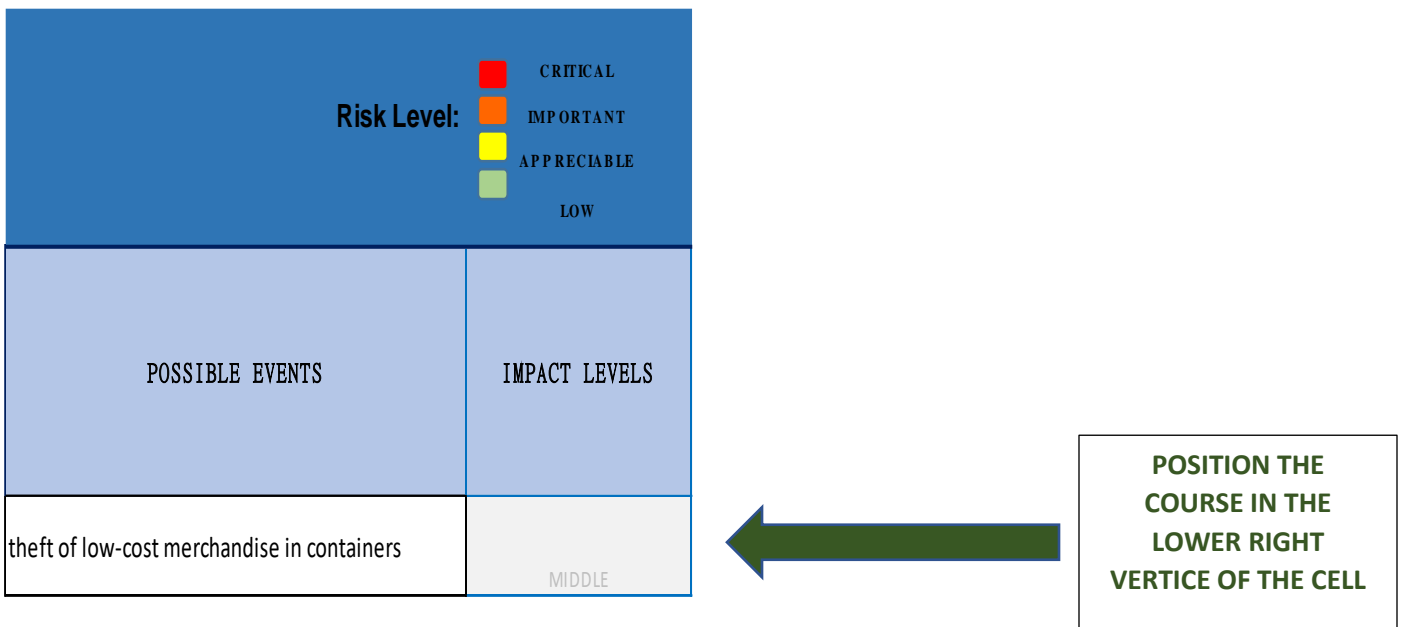 CRITICAL
Risk Level:
IMPORTANT
APPRECIABLE
LOW
POSSIBLE EVENTS
IMPACT LEVELS
theft of low-cost merchandise in containers
MIDDLE
POSITION THE
COURSE IN THE
LOWER RIGHT
VERTICE OF THE CELL